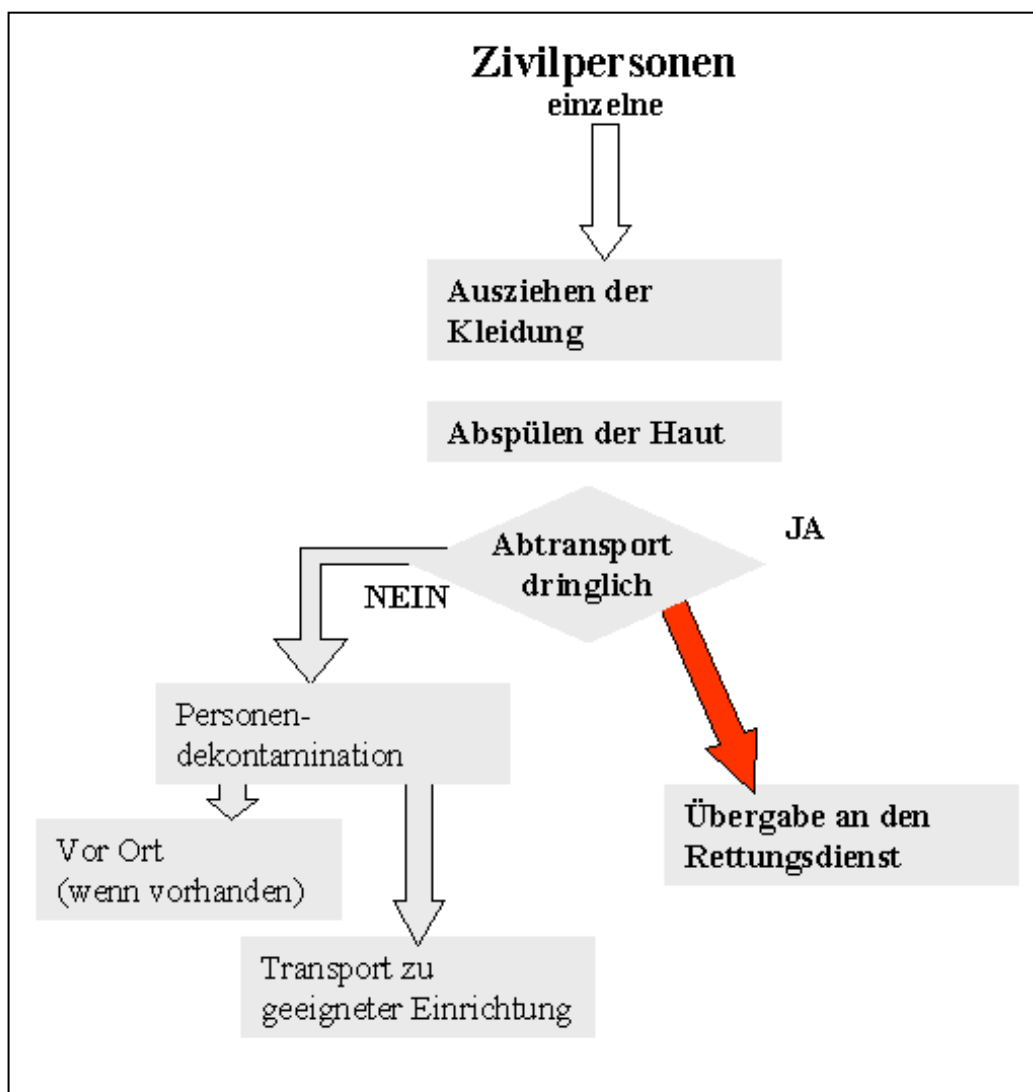 Zivilpersonen
einzelne
Ausziehen der
Kleidung
Abspülen der Haut
Abtransport
dringlich
JA
NEIN
Personen-
dekontamination
Vor Ort
(wenn vorhanden)
Transport zu
geeigneter Einrichtung
Übergabe an den
Rettungsdienst